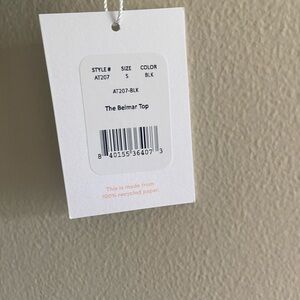 STYLE # SIZE COLOR
AT207 S BLK
AT207-BLK
The Belmar Top
8 40155 36407 3
This is made from
100% recycled paper.